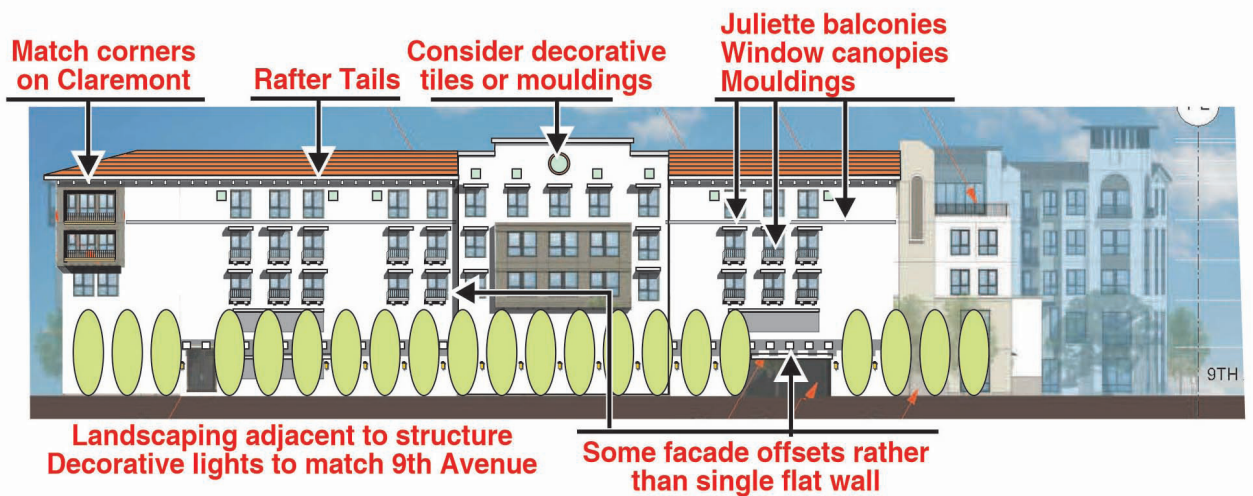 Match corners
on Claremont
Rafter Tails
Consider decorative
tiles or mouldings
Juliette balconies
Window canopies
Mouldings
9TH
Landscaping adjacent to structure
Decorative lights to match 9th Avenue
Some facade offsets rather
than single flat wall